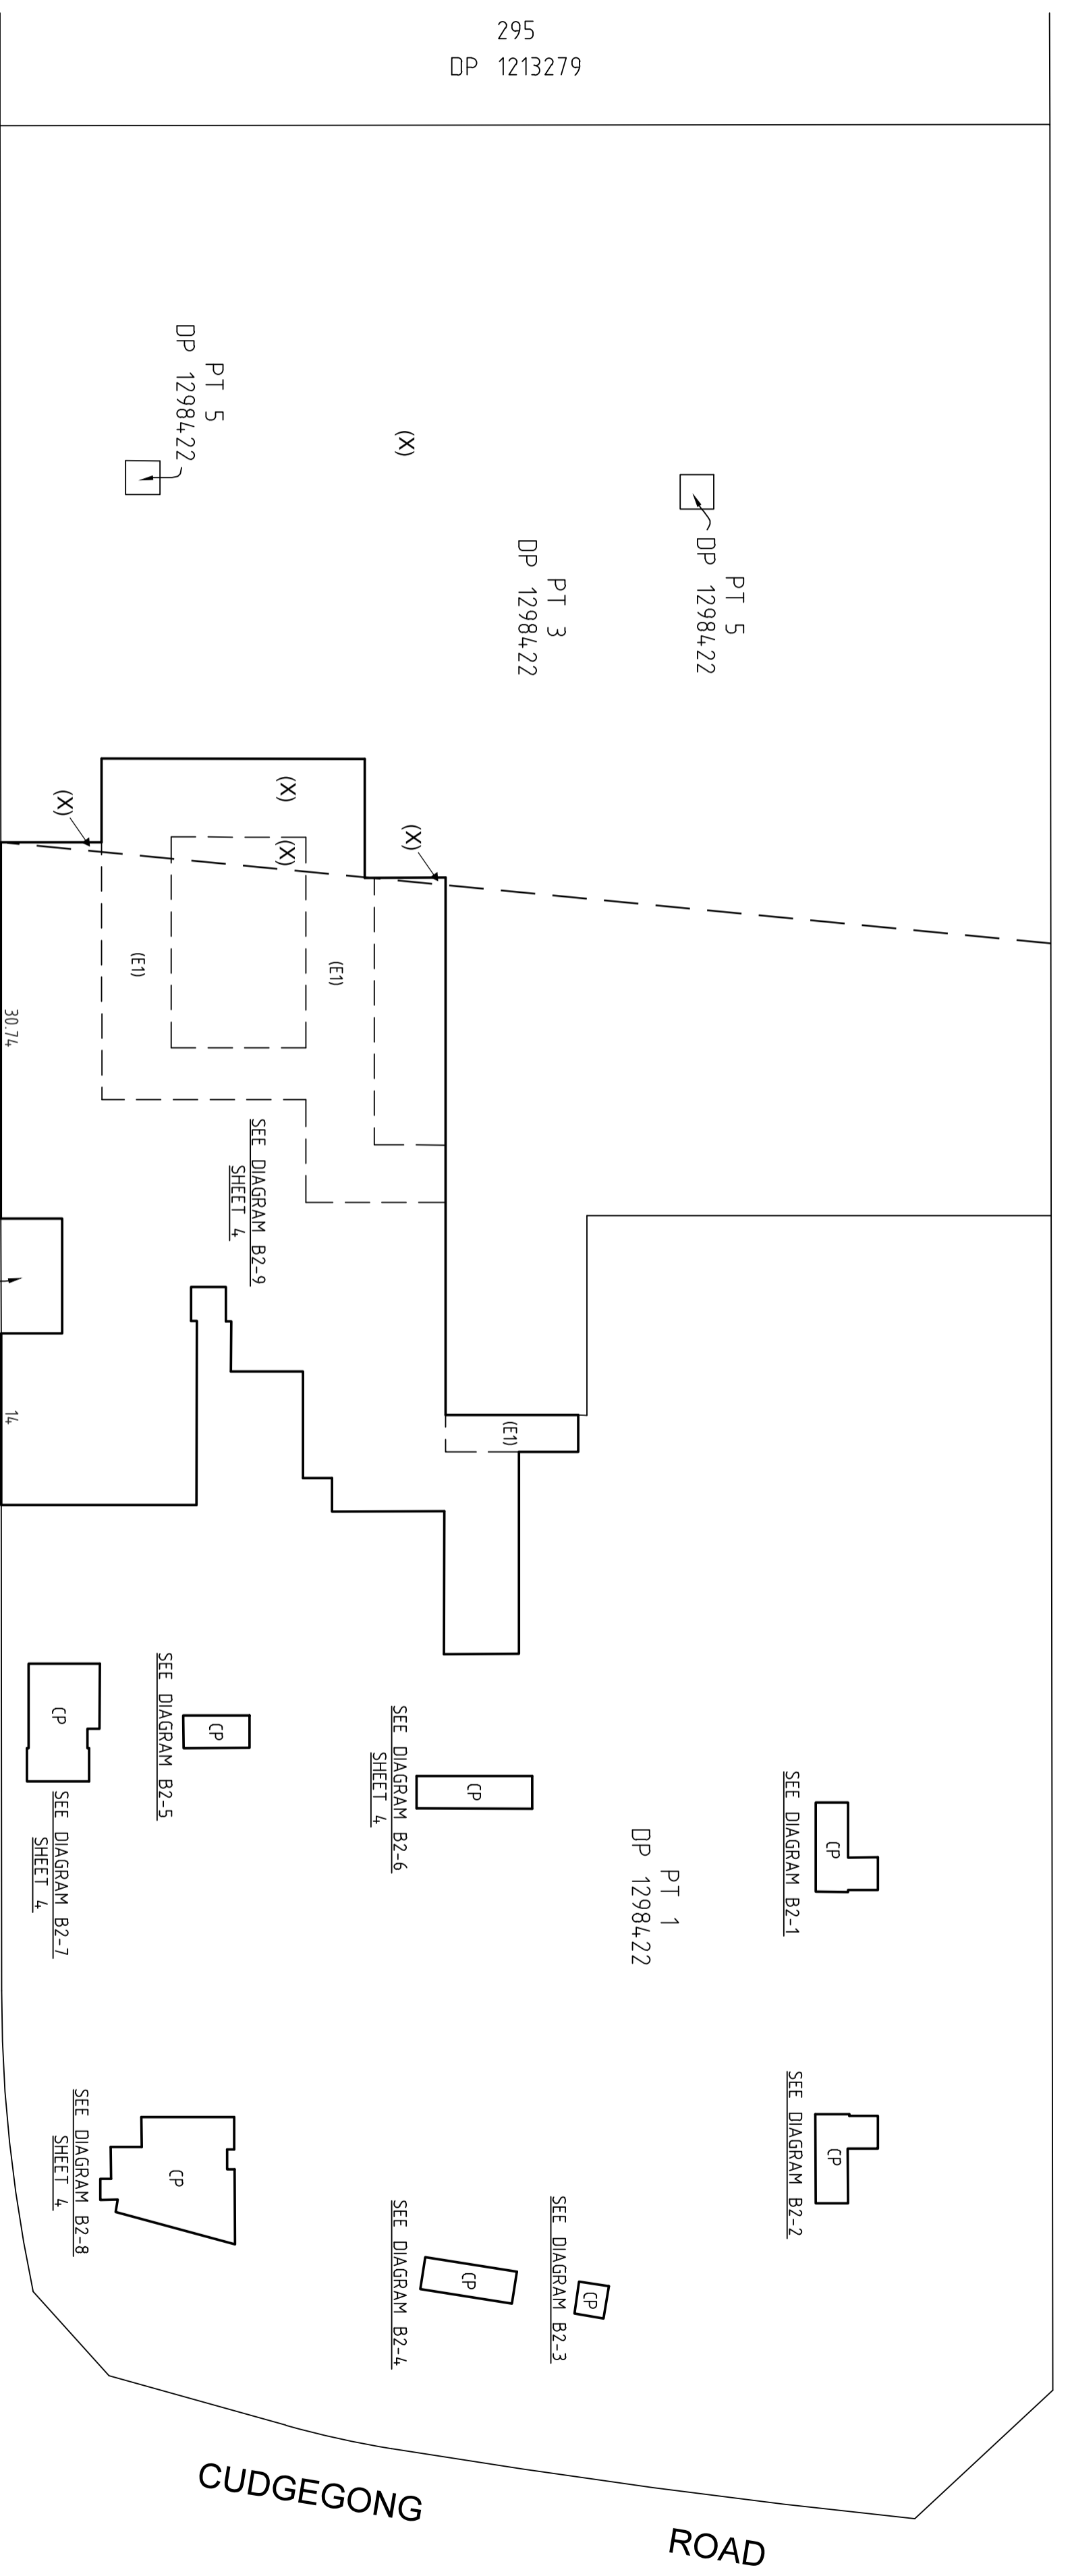 295
DP 1213279
PT 5
DP 1298422
(X)
PT 5
DP 1298422
PT 3
DP 1298422
(X)
(X)
(X)
(X)
(E1)
(E1)
30.74
SEE DIAGRAM B2-9
SHEET 4
14
(E1)
CP
SEE DIAGRAM B2-5
CP
SEE DIAGRAM B2-6
SHEET 4
CP
SEE DIAGRAM B2-7
SHEET 4
SEE DIAGRAM B2-1
CP
PT 1
DP 1298422
SEE DIAGRAM B2-2
CP
SEE DIAGRAM B2-8
SHEET 4
CP
SEE DIAGRAM B2-4
CP
SEE DIAGRAM B2-3
CP
CUDGEGONG
ROAD